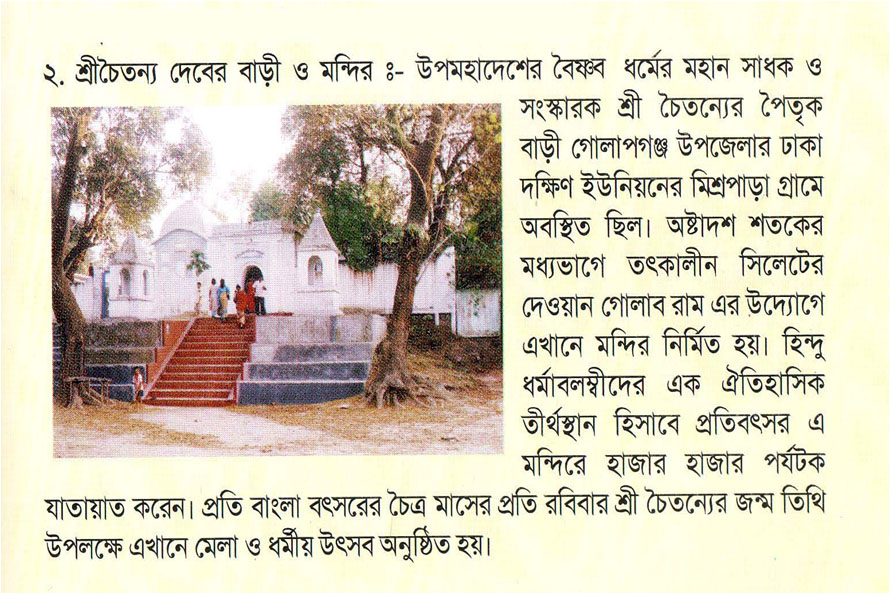 ২. শ্রীচৈতন্য দেবের বাড়ী ও মন্দির ঃ- উপমহাদেশের বৈষ্ণব ধর্মের মহান সাধক ও
সংস্কারক শ্রী চৈতন্যের পৈতৃক
বাড়ী গোলাপগঞ্জ উপজেলার ঢাকা
দক্ষিণ ইউনিয়নের মিশ্রপাড়া গ্রামে
অবস্থিত ছিল। অষ্টাদশ শতকের
মধ্যভাগে তৎকালীন সিলেটের
দেওয়ান গোলাব রাম এর উদ্যোগে
এখানে মন্দির নির্মিত হয়। হিন্দু
ধর্মাবলম্বীদের এক ঐতিহাসিক
তীর্থস্থান হিসাবে প্রতিবৎসর এ
মন্দিরে হাজার হাজার পর্যটক
যাতায়াত করেন। প্রতি বাংলা বৎসরের চৈত্র মাসের প্রতি রবিবার শ্রী চৈতন্যের জন্ম তিথি
উপলক্ষে এখানে মেলা ও ধর্মীয় উৎসব অনুষ্ঠিত হয়।